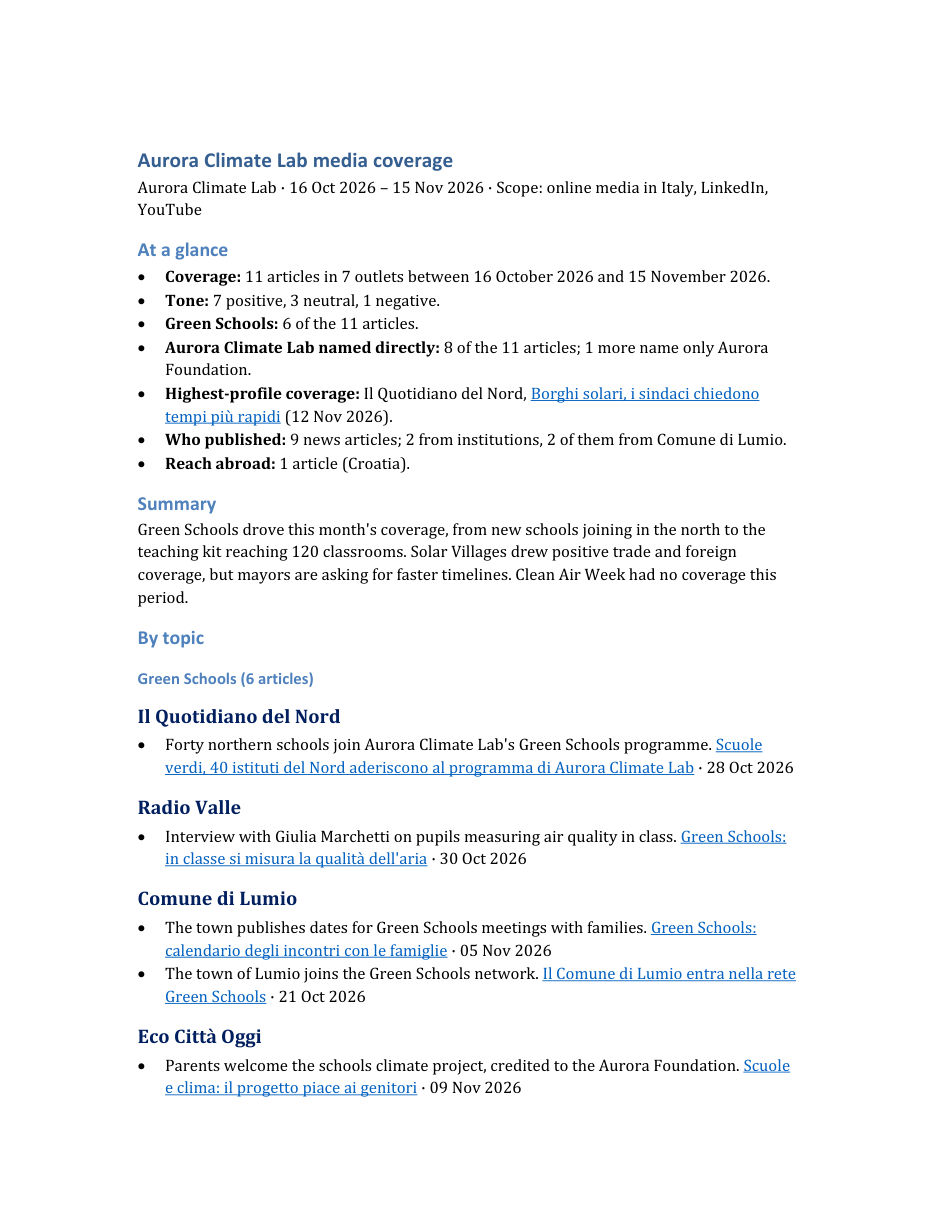 Aurora Climate Lab media coverage
Aurora Climate Lab · 16 Oct 2026 – 15 Nov 2026 · Scope: online media in Italy, LinkedIn,
YouTube
At a glance
• Coverage: 11 articles in 7 outlets between 16 October 2026 and 15 November 2026.
• Tone: 7 positive, 3 neutral, 1 negative.
• Green Schools: 6 of the 11 articles.
• Aurora Climate Lab named directly: 8 of the 11 articles; 1 more name only Aurora
Foundation.
• Highest-profile coverage: Il Quotidiano del Nord, Borghi solari, i sindaci chiedono
tempi più rapidi (12 Nov 2026).
• Who published: 9 news articles; 2 from institutions, 2 of them from Comune di Lumio.
• Reach abroad: 1 article (Croatia).
Summary
Green Schools drove this month's coverage, from new schools joining in the north to the
teaching kit reaching 120 classrooms. Solar Villages drew positive trade and foreign
coverage, but mayors are asking for faster timelines. Clean Air Week had no coverage this
period.
By topic
Green Schools (6 articles)
Il Quotidiano del Nord
• Forty northern schools join Aurora Climate Lab's Green Schools programme. Scuole
verdi, 40 istituti del Nord aderiscono al programma di Aurora Climate Lab · 28 Oct 2026
Radio Valle
• Interview with Giulia Marchetti on pupils measuring air quality in class. Green Schools:
in classe si misura la qualità dell'aria · 30 Oct 2026
Comune di Lumio
• The town publishes dates for Green Schools meetings with families. Green Schools:
calendario degli incontri con le famiglie · 05 Nov 2026
• The town of Lumio joins the Green Schools network. Il Comune di Lumio entra nella rete
Green Schools · 21 Oct 2026
Eco Città Oggi
• Parents welcome the schools climate project, credited to the Aurora Foundation. Scuole
e clima: il progetto piace ai genitori · 09 Nov 2026